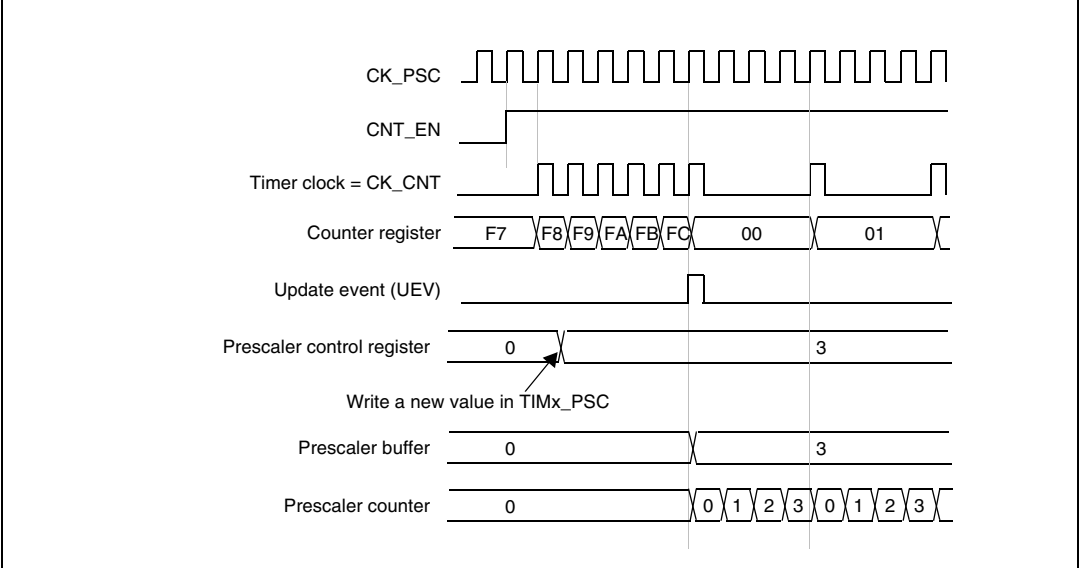 CK_PSC
CNT_EN
Timer clock = CK_CNT
Counter register F7 F8 F9 FA FB FC 00 01
Update event (UEV)
Prescaler control register 0 3
Write a new value in TIMx_PSC
Prescaler buffer 0 3
Prescaler counter 0 0 1 2 3 0 1 2 3